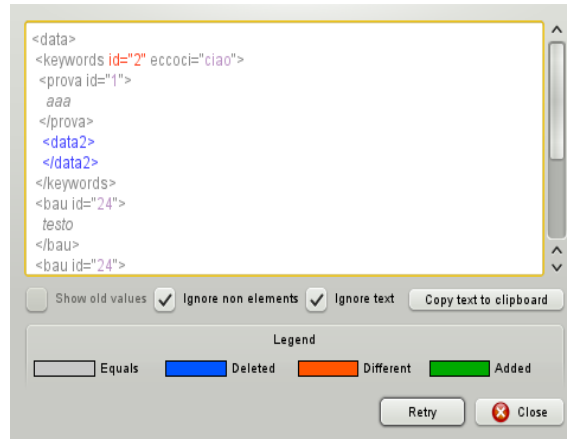 <data>
<keywords id="2" eccoci="ciao">
<prova id="1">
aaa
</prova>
<data2>
</data2>
</keywords>
<bau id="24">
testo
</bau>
<bau id="24">
Show old values Ignore non elements Ignore text Copy text to clipboard
Legend
Equals Deleted Different Added
Retry Close